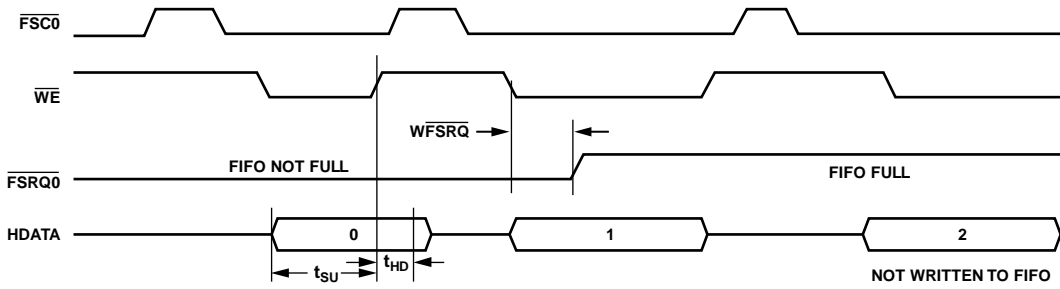 FSC0
WE
WFSRQ
FSRQ0
FIFO NOT FULL
FIFO FULL
HDATA
0
1
2
tSU
tHD
NOT WRITTEN TO FIFO